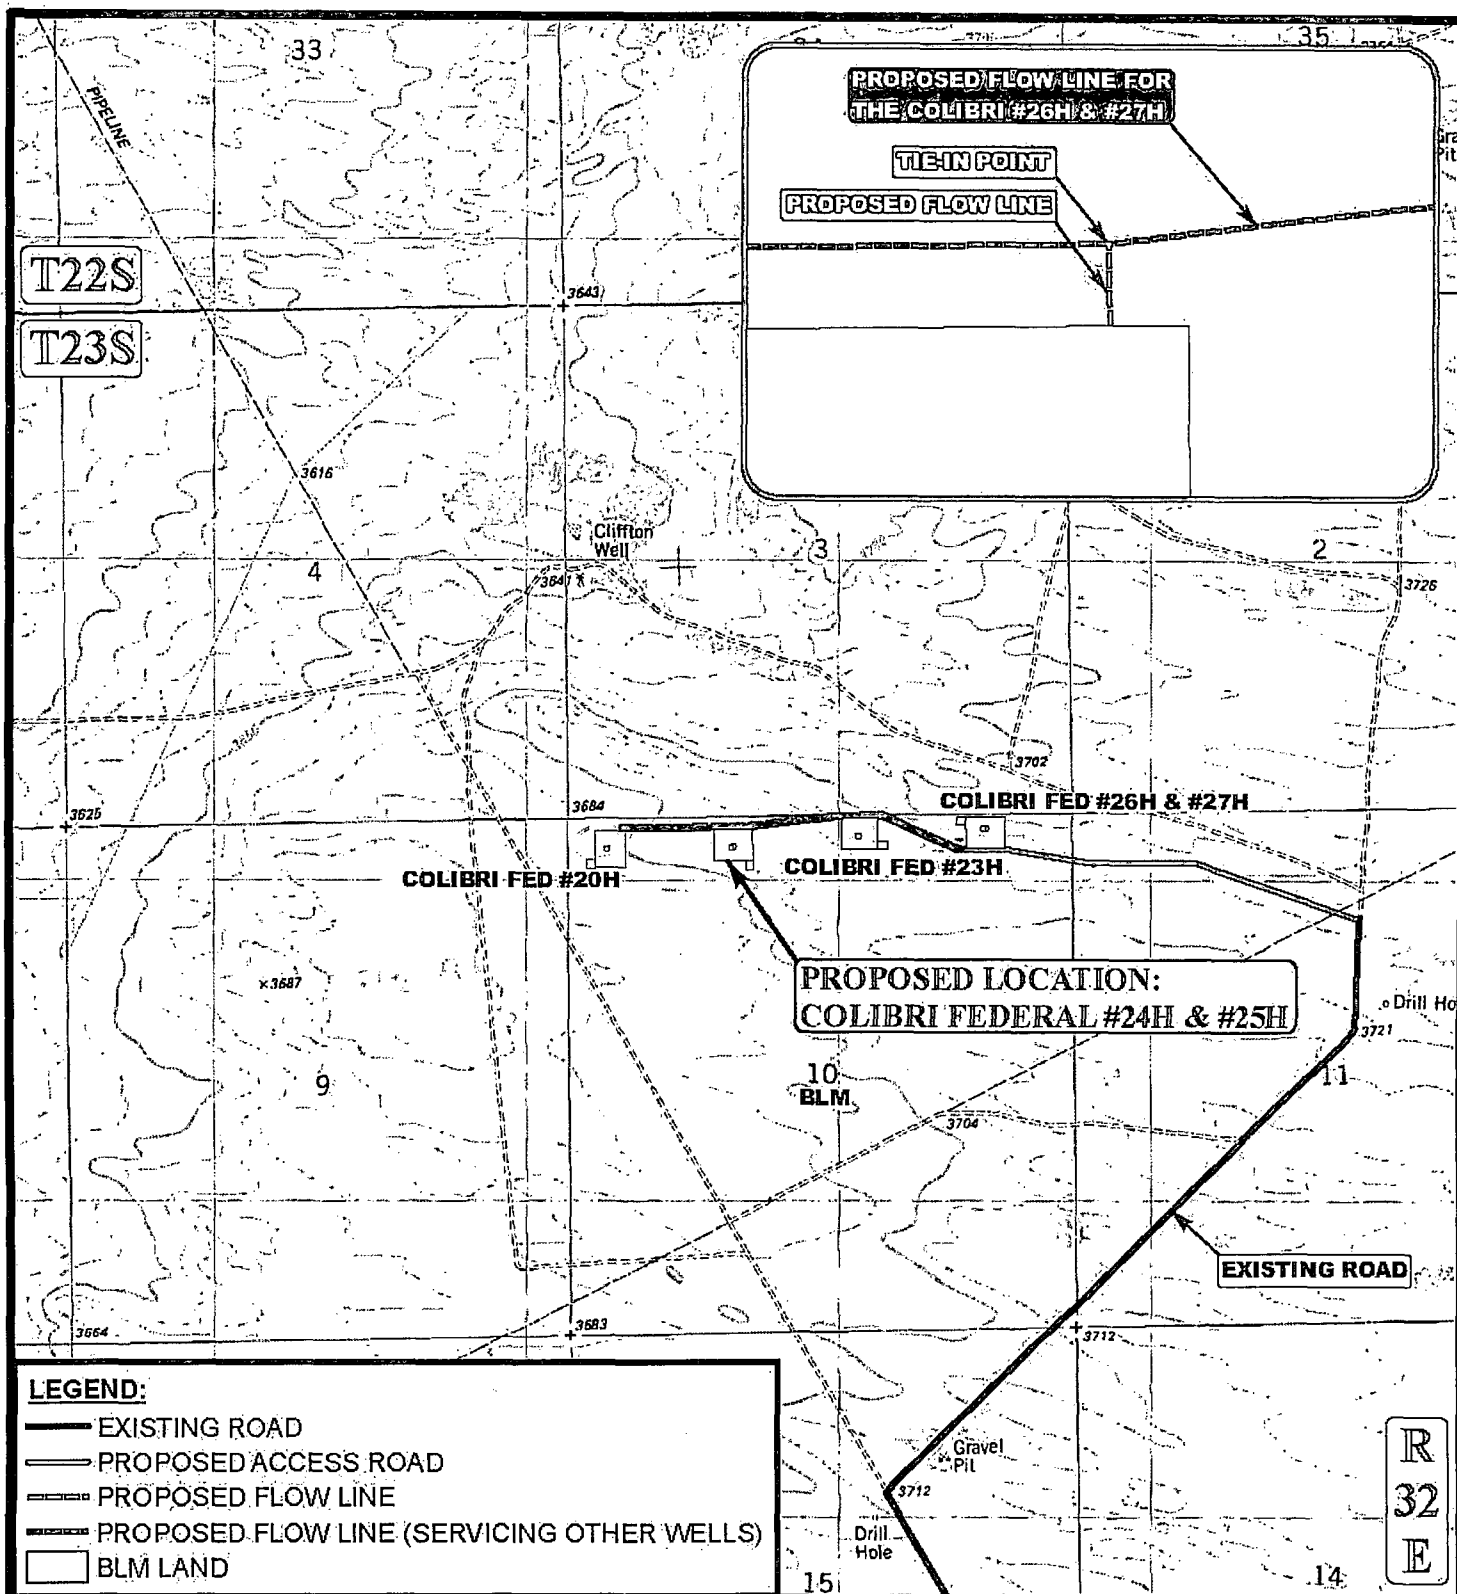 33
35
PIPELINE
PROPOSED FLOW LINE FOR
THE COLIBRI #26H & #27H
TIE-IN POINT
PROPOSED FLOW LINE
T22S
T23S
3643
3616
Cliffton
Well
3
2
4
3641
3726
3702
3625
3684
COLIBRI FED #26H & #27H
COLIBRI FED #20H
COLIBRI FED #23H
PROPOSED LOCATION:
COLIBRI FEDERAL #24H & #25H
×3687
Drill Ho
3721
9
10
BLM
11
3704
EXISTING ROAD
3664
3683
3712
LEGEND:
EXISTING ROAD
PROPOSED ACCESS ROAD
PROPOSED FLOW LINE
PROPOSED FLOW LINE (SERVICING OTHER WELLS)
BLM LAND
Gravel
Pit
3712
Drill
Hole
R
32
E
15
14